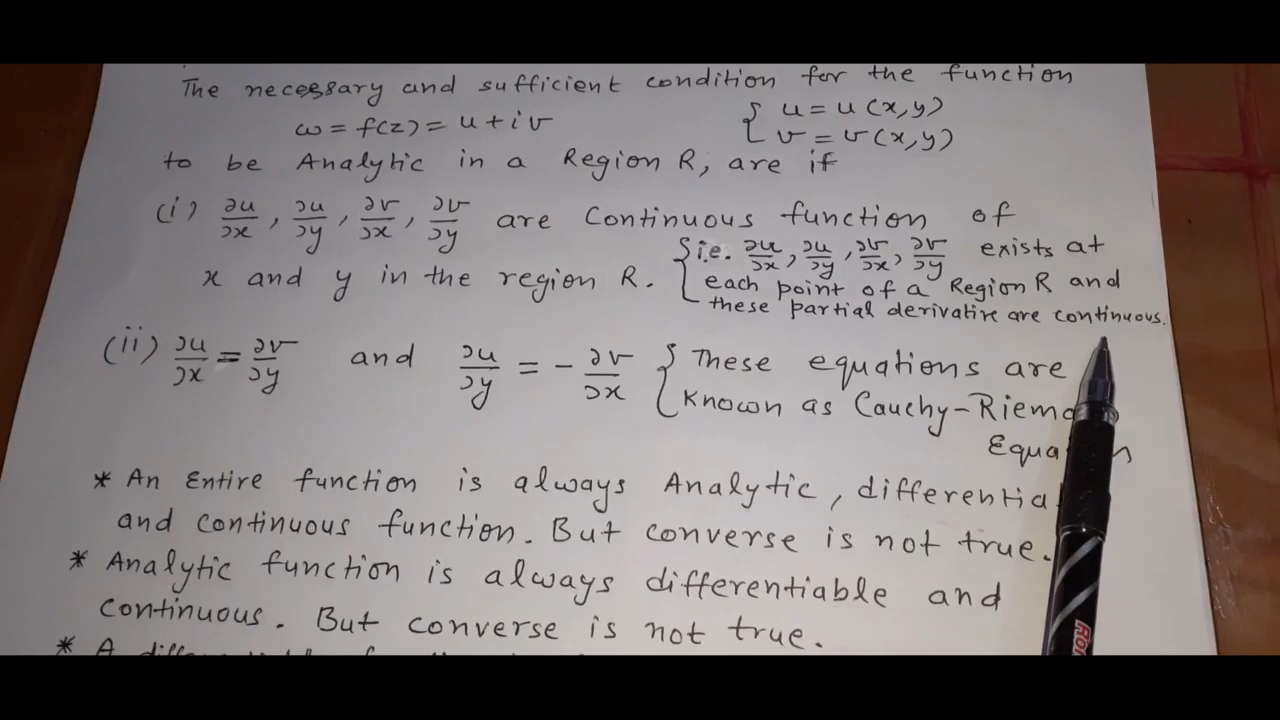 The necessary and sufficient condition for the function
ω = f(z) = u + i v { u = u (x, y)
{ v = v (x, y)
to be Analytic in a Region R, are if
(i) ∂u/∂x , ∂u/∂y , ∂v/∂x , ∂v/∂y are Continuous function of
x and y in the region R. { i.e. ∂u/∂x, ∂u/∂y, ∂v/∂x, ∂v/∂y exists at
each point of a Region R and
these partial derivative are continuous.
(ii) ∂u/∂x = ∂v/∂y and ∂u/∂y = - ∂v/∂x { These equations are
known as Cauchy-Riema
Equa n
* An Entire function is always Analytic, differentia
and continuous function. But converse is not true.
* Analytic function is always differentiable and
continuous. But converse is not true.
* A
Ro